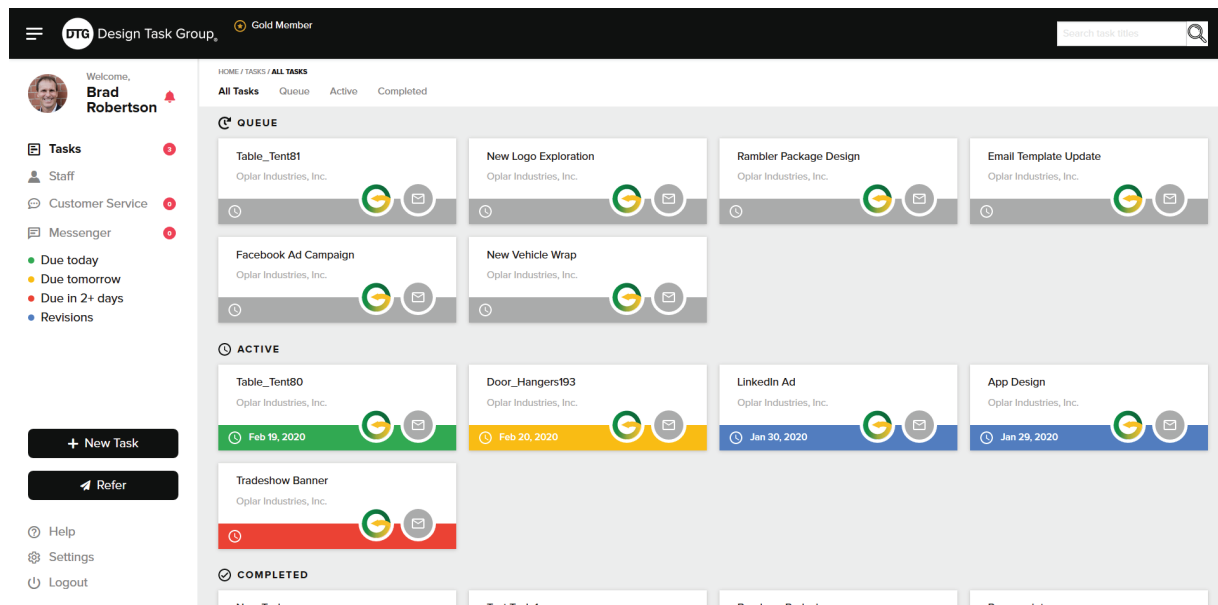 DTG Design Task Group®
Gold Member
Search task titles
Welcome,
Brad
Robertson
Tasks 3
Staff
Customer Service 0
Messenger 0
Due today
Due tomorrow
Due in 2+ days
Revisions
+ New Task
Refer
Help
Settings
Logout
HOME / TASKS / ALL TASKS
All Tasks Queue Active Completed
QUEUE
Table_Tent81
Oplar Industries, Inc.
New Logo Exploration
Oplar Industries, Inc.
Rambler Package Design
Oplar Industries, Inc.
Email Template Update
Oplar Industries, Inc.
Facebook Ad Campaign
Oplar Industries, Inc.
New Vehicle Wrap
Oplar Industries, Inc.
ACTIVE
Table_Tent80
Oplar Industries, Inc.
Feb 19, 2020
Door_Hangers193
Oplar Industries, Inc.
Feb 20, 2020
LinkedIn Ad
Oplar Industries, Inc.
Jan 30, 2020
App Design
Oplar Industries, Inc.
Jan 29, 2020
Tradeshow Banner
Oplar Industries, Inc.
COMPLETED